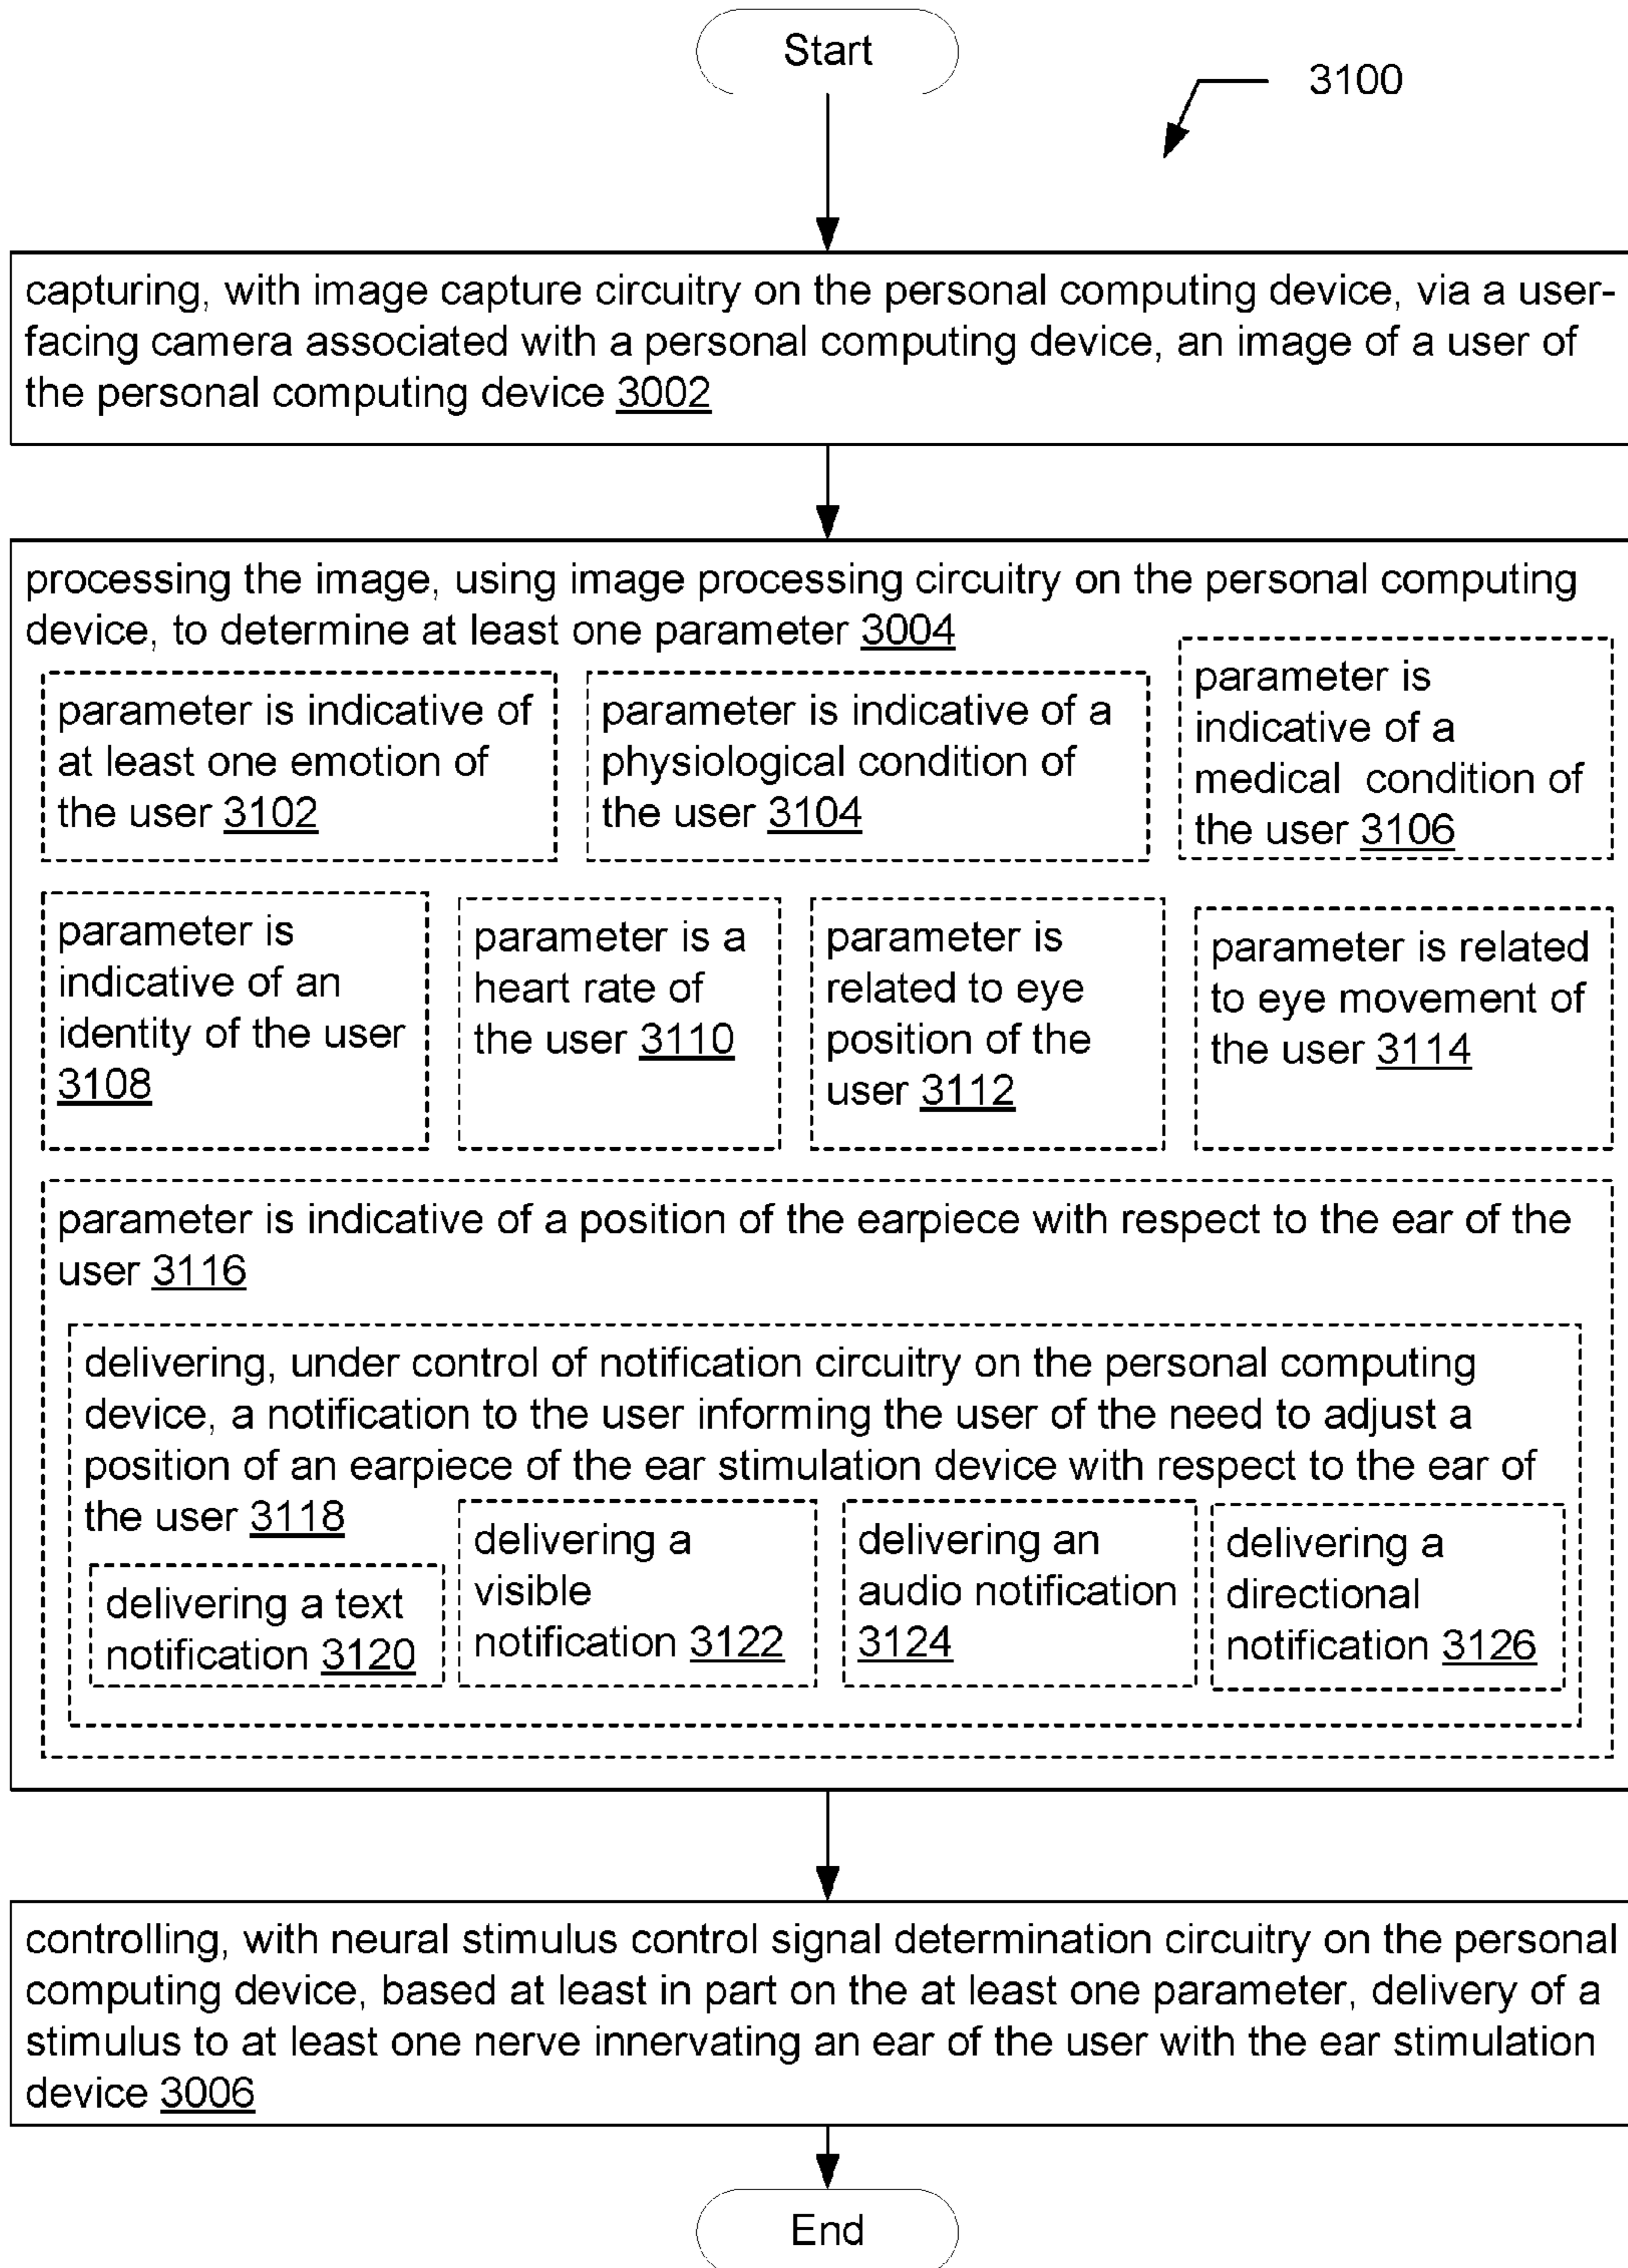 Start
3100
capturing, with image capture circuitry on the personal computing device, via a user-
facing camera associated with a personal computing device, an image of a user of
the personal computing device 3002
processing the image, using image processing circuitry on the personal computing
device, to determine at least one parameter 3004
parameter is indicative of
at least one emotion of
the user 3102
parameter is indicative of a
physiological condition of
the user 3104
parameter is
indicative of a
medical condition of
the user 3106
parameter is
indicative of an
identity of the user
3108
parameter is a
heart rate of
the user 3110
parameter is
related to eye
position of the
user 3112
parameter is related
to eye movement of
the user 3114
parameter is indicative of a position of the earpiece with respect to the ear of the
user 3116
delivering, under control of notification circuitry on the personal computing
device, a notification to the user informing the user of the need to adjust a
position of an earpiece of the ear stimulation device with respect to the ear of
the user 3118
delivering a text
notification 3120
delivering a
visible
notification 3122
delivering an
audio notification
3124
delivering a
directional
notification 3126
controlling, with neural stimulus control signal determination circuitry on the personal
computing device, based at least in part on the at least one parameter, delivery of a
stimulus to at least one nerve innervating an ear of the user with the ear stimulation
device 3006
End